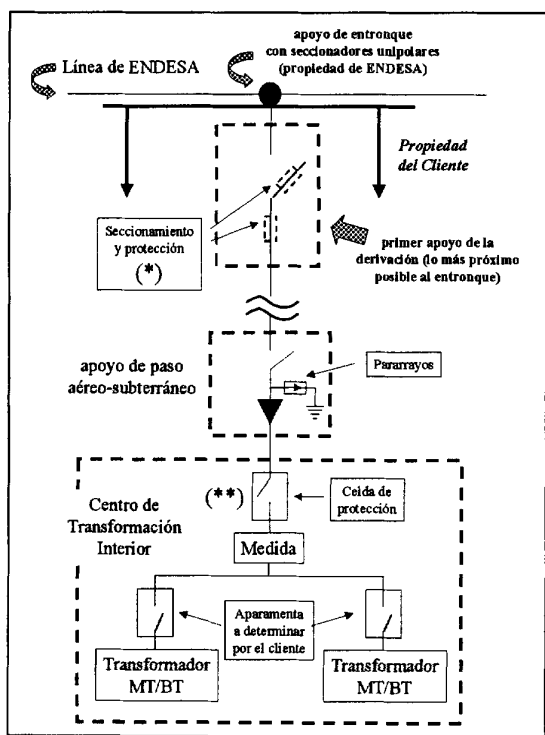 apoyo de entronque
con seccionadores unipolares
(propiedad de ENDESA)
Línea de ENDESA
Propiedad
del Cliente
Seccionamiento
y protección
(*)
primer apoyo de la
derivación (lo más próximo
posible al entronque)
apoyo de paso
aéreo-subterráneo
Pararrayos
(**)
Celda de
protección
Centro de
Transformación
Interior
Medida
Aparamenta
a determinar
por el cliente
Transformador
MT/BT
Transformador
MT/BT